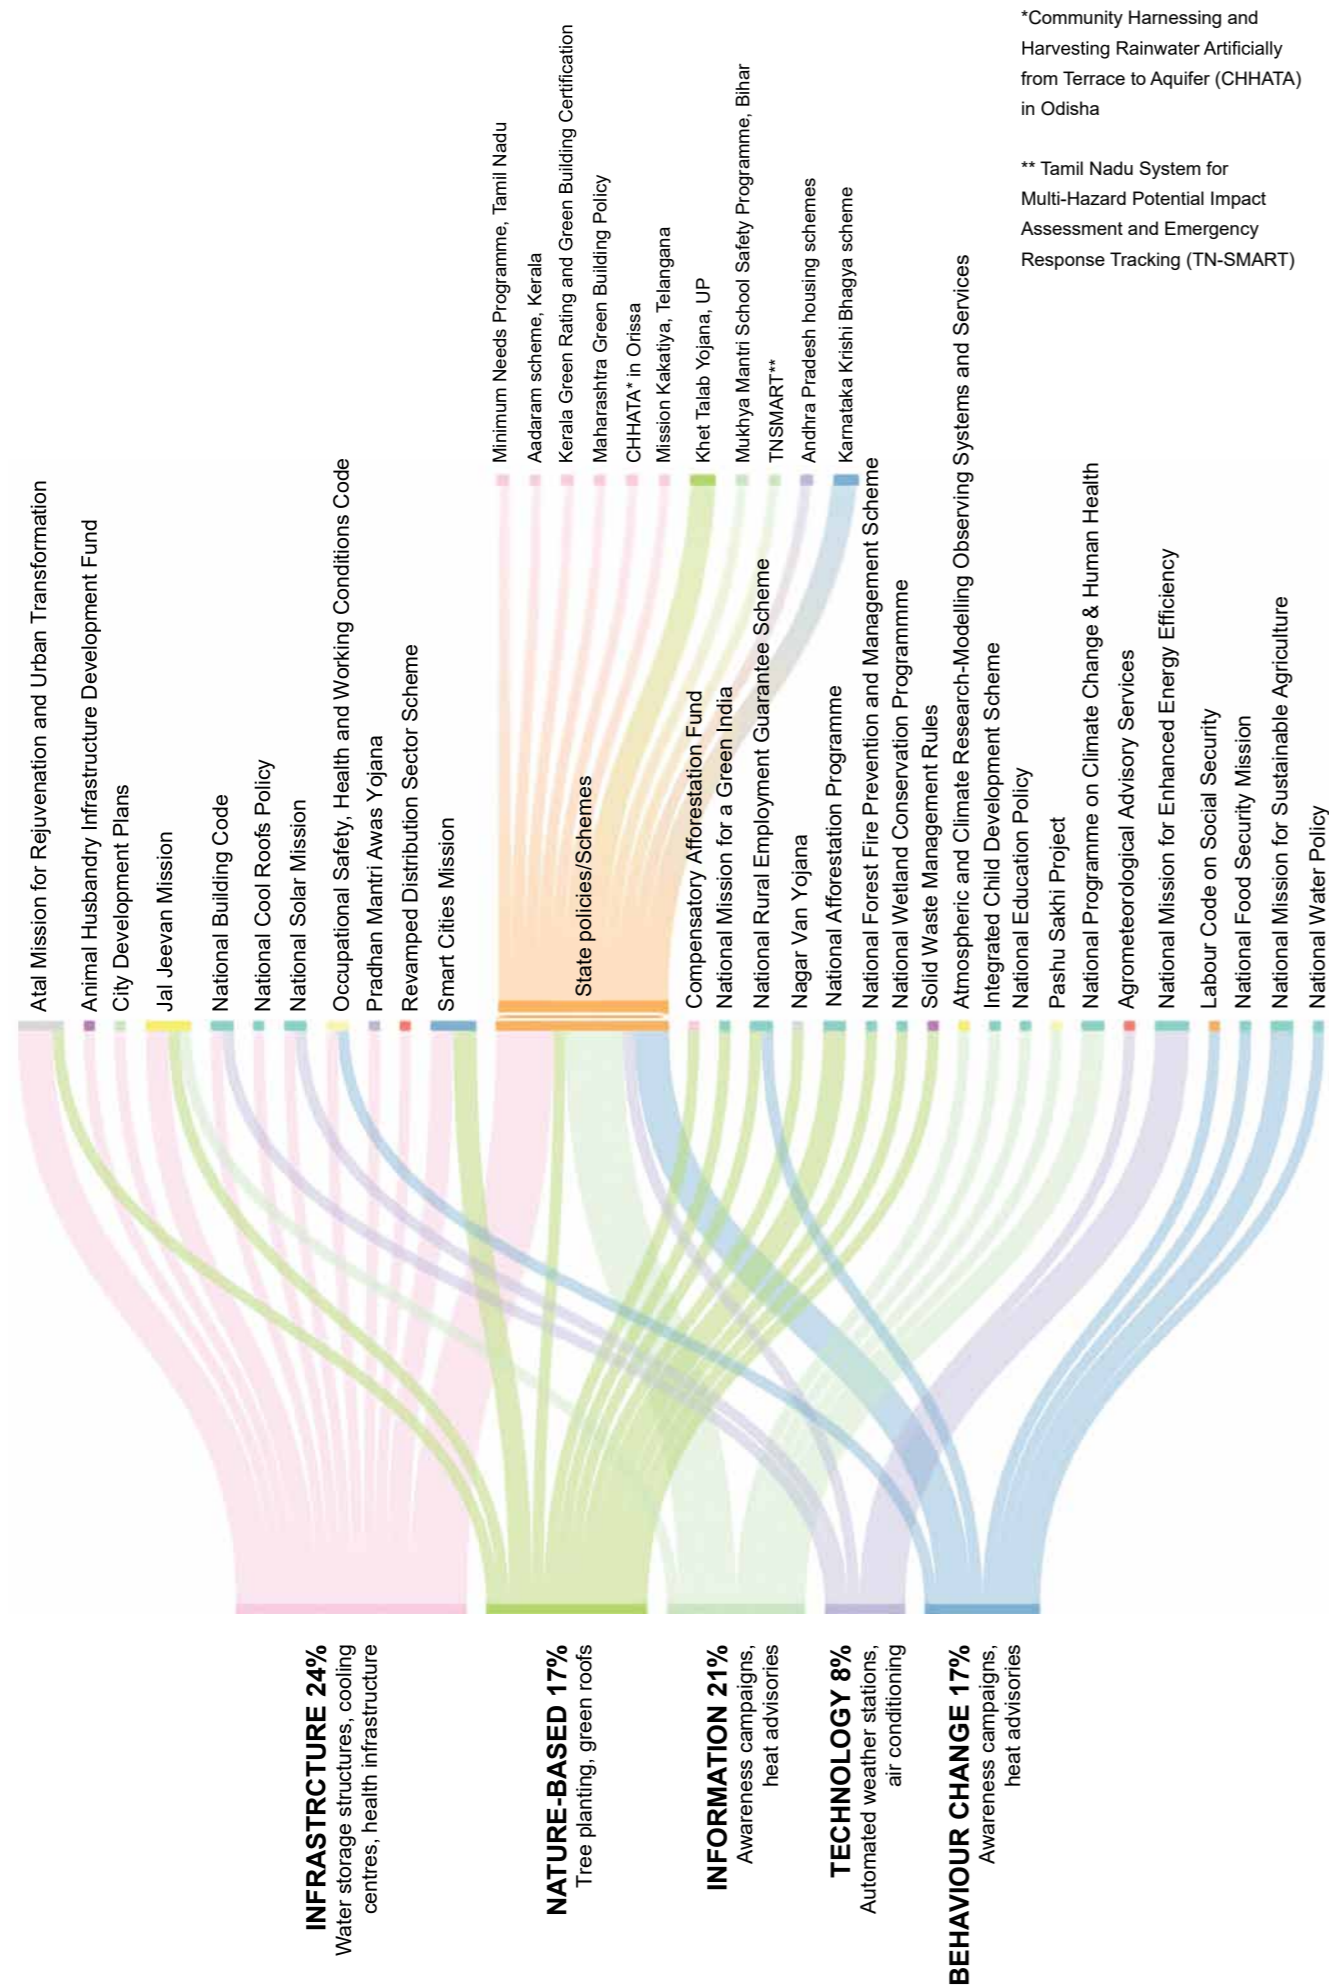 *Community Harnessing and
Harvesting Rainwater Artificially
from Terrace to Aquifer (CHHATA)
in Odisha
** Tamil Nadu System for
Multi-Hazard Potential Impact
Assessment and Emergency
Response Tracking (TN-SMART)
Minimum Needs Programme, Tamil Nadu
Aadaram scheme, Kerala
Kerala Green Rating and Green Building Certification
Maharashtra Green Building Policy
CHHATA* in Orissa
Mission Kakatiya, Telangana
Khet Talab Yojana, UP
Mukhya Mantri School Safety Programme, Bihar
TNSMART**
Andhra Pradesh housing schemes
Karnataka Krishi Bhagya scheme
Atal Mission for Rejuvenation and Urban Transformation
Animal Husbandry Infrastructure Development Fund
City Development Plans
Jal Jeevan Mission
National Building Code
National Cool Roofs Policy
National Solar Mission
Occupational Safety, Health and Working Conditions Code
Pradhan Mantri Awas Yojana
Revamped Distribution Sector Scheme
Smart Cities Mission
State policies/Schemes
Compensatory Afforestation Fund
National Mission for a Green India
National Rural Employment Guarantee Scheme
Nagar Van Yojana
National Afforestation Programme
National Forest Fire Prevention and Management Scheme
National Wetland Conservation Programmme
Solid Waste Management Rules
Atmospheric and Climate Research-Modelling Observing Systems and Services
Integrated Child Development Scheme
National Education Policy
Pashu Sakhi Project
National Programme on Climate Change & Human Health
Agrometeorological Advisory Services
National Mission for Enhanced Energy Efficiency
Labour Code on Social Security
National Food Security Mission
National Mission for Sustainable Agriculture
National Water Policy
INFRASTRCTURE 24%
Water storage structures, cooling
centres, health infrastructure
NATURE-BASED 17%
Tree planting, green roofs
INFORMATION 21%
Awareness campaigns,
heat advisories
TECHNOLOGY 8%
Automated weather stations,
air conditioning
BEHAVIOUR CHANGE 17%
Awareness campaigns,
heat advisories